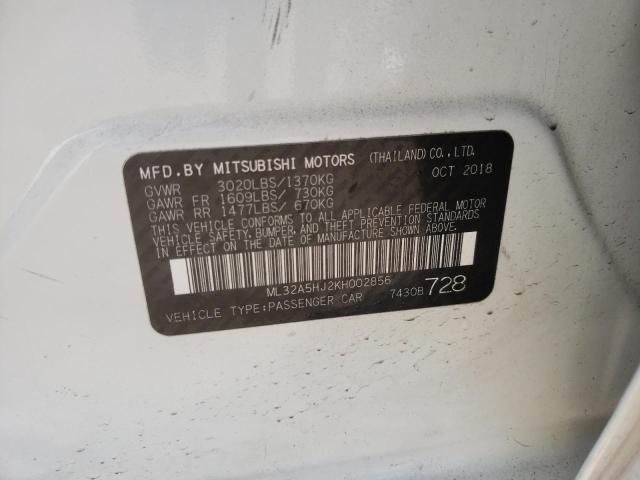 MFD.BY MITSUBISHI MOTORS (THAILAND) CO., LTD.
GVWR 3020LBS/1370KG OCT 2018
GAWR FR 1609LBS/ 730KG
GAWR RR 1477LBS/ 670KG
THIS VEHICLE CONFORMS TO ALL APPLICABLE FEDERAL MOTOR
VEHICLE SAFETY, BUMPER, AND THEFT PREVENTION STANDARDS
IN EFFECT ON THE DATE OF MANUFACTURE SHOWN ABOVE.
ML32A5HJ2KH002856
VEHICLE TYPE:PASSENGER CAR 7430B 728